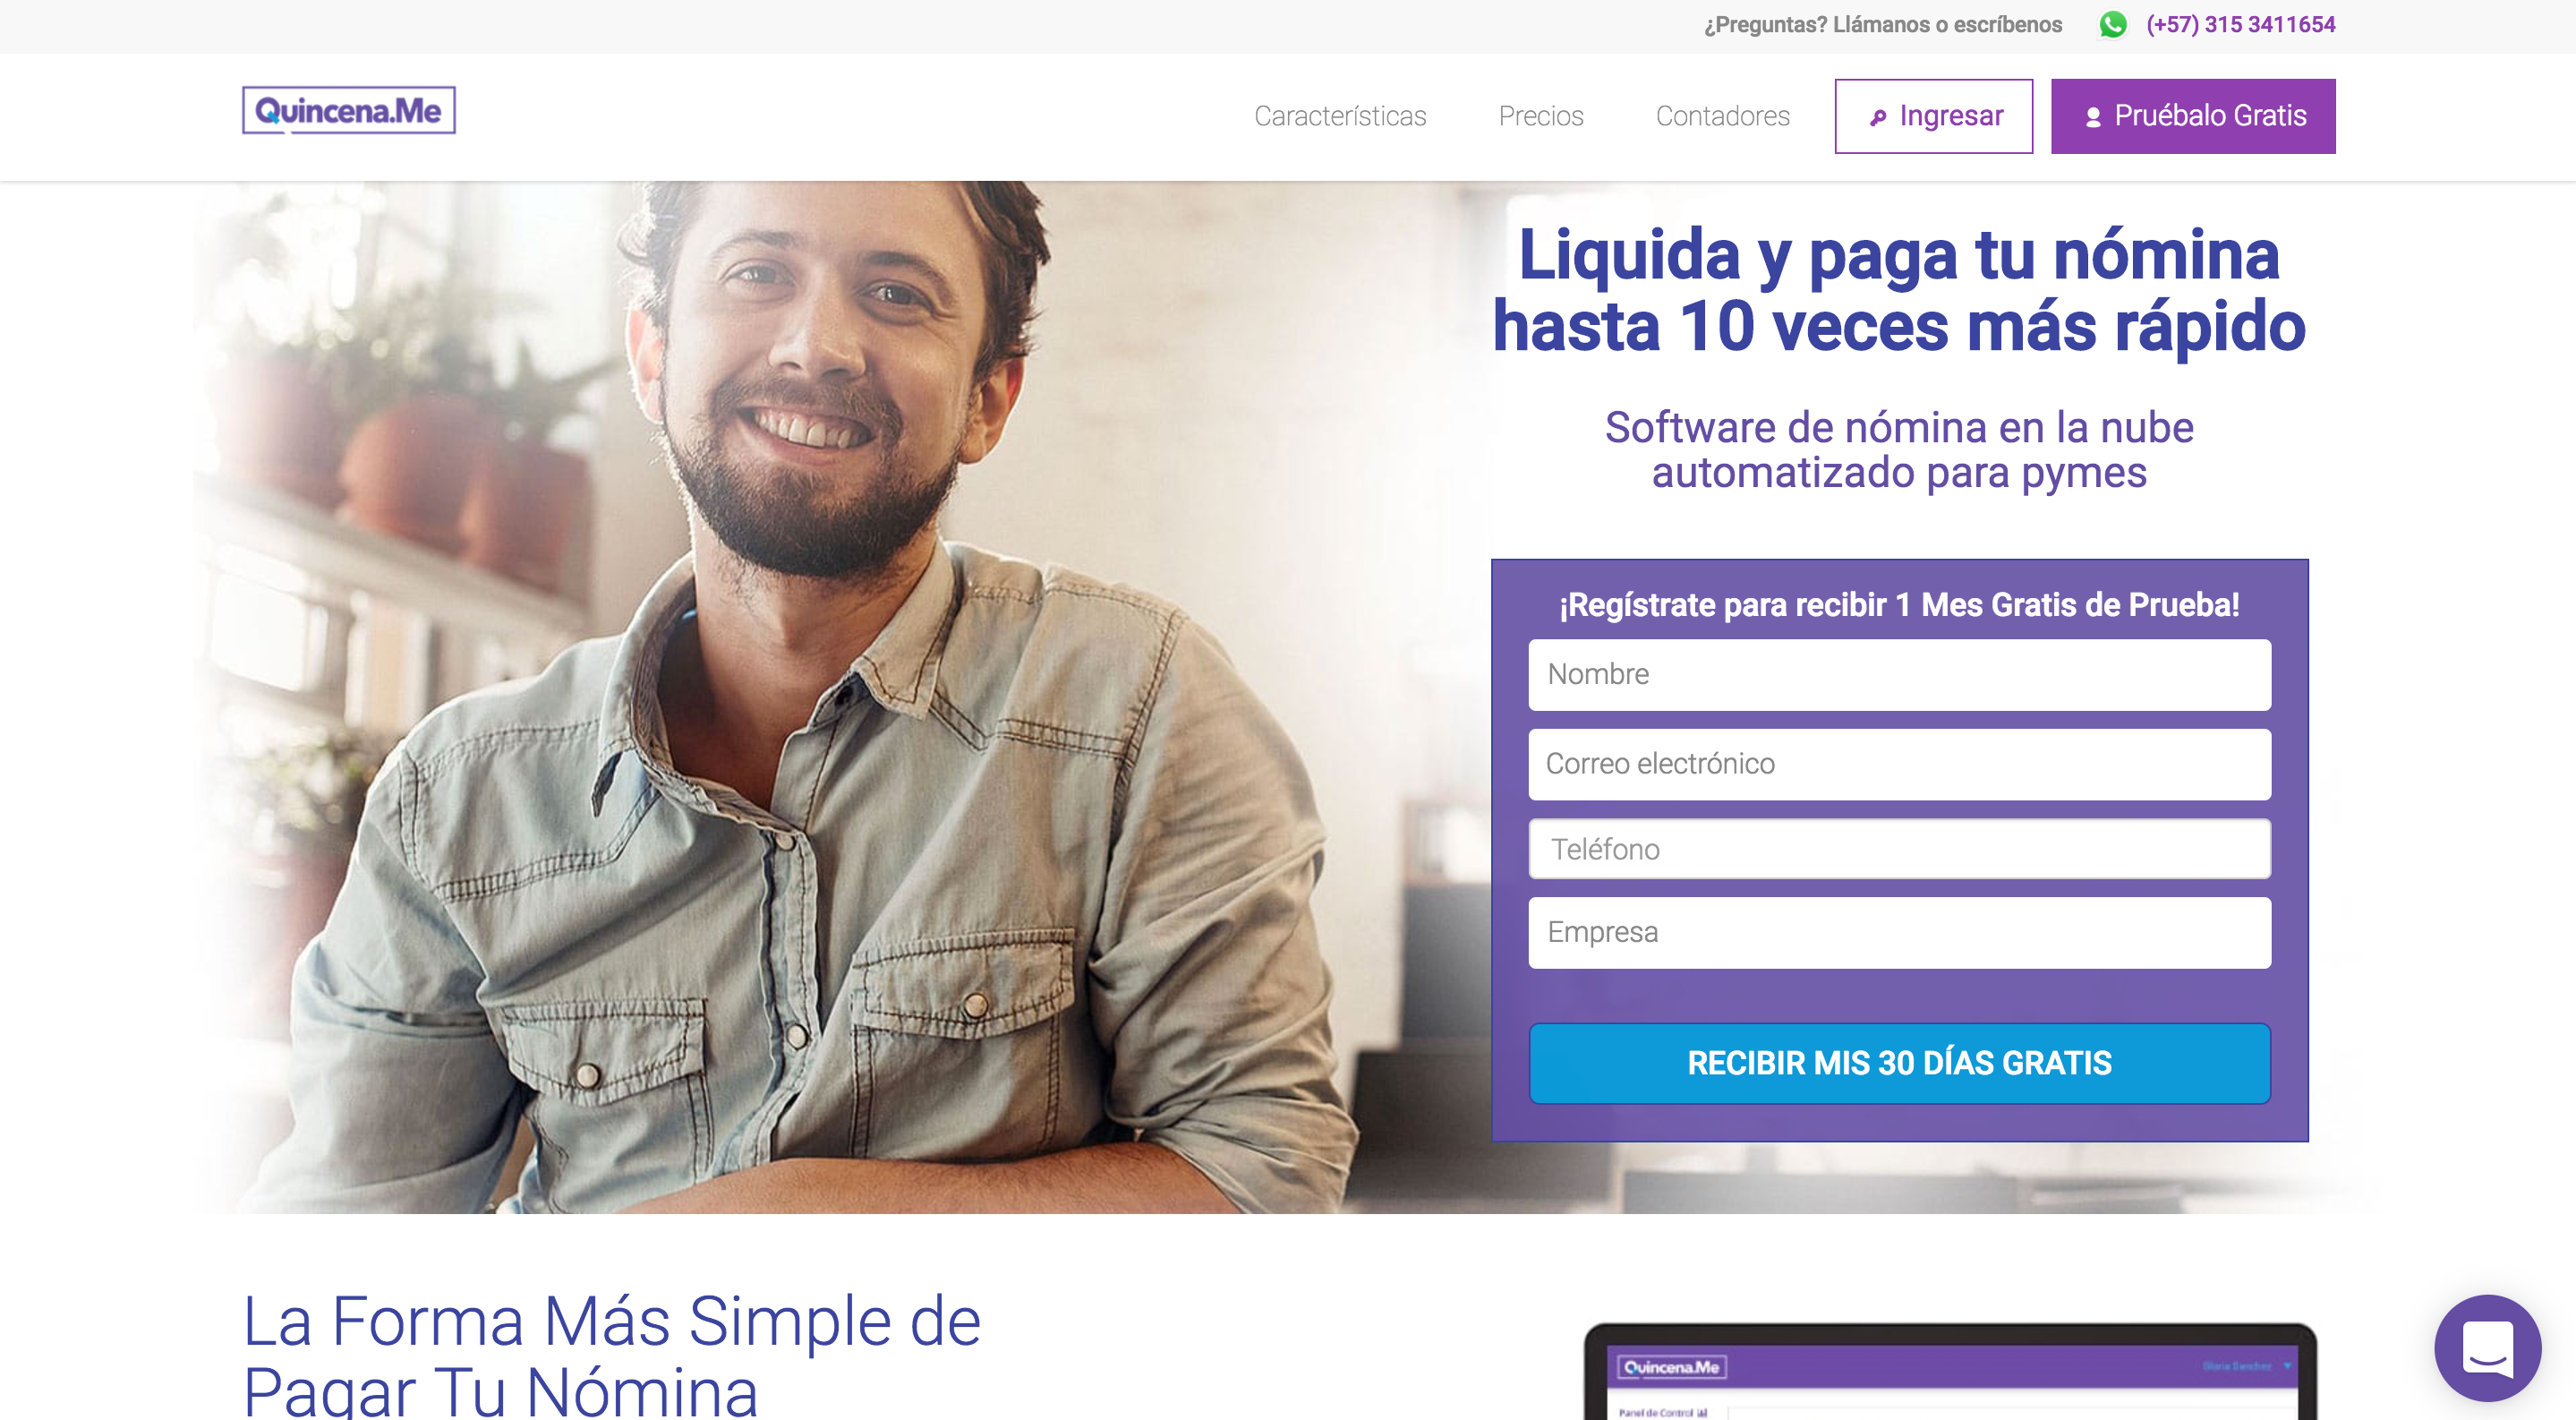 ¿Preguntas? Llámanos o escríbenos (+57) 315 3411654
Quincena.Me
Características Precios Contadores Ingresar Pruébalo Gratis
Liquida y paga tu nómina
hasta 10 veces más rápido
Software de nómina en la nube
automatizado para pymes
¡Regístrate para recibir 1 Mes Gratis de Prueba!
Nombre
Correo electrónico
Teléfono
Empresa
RECIBIR MIS 30 DÍAS GRATIS
La Forma Más Simple de
Pagar Tu Nómina
Quincena.Me
Panel de Control